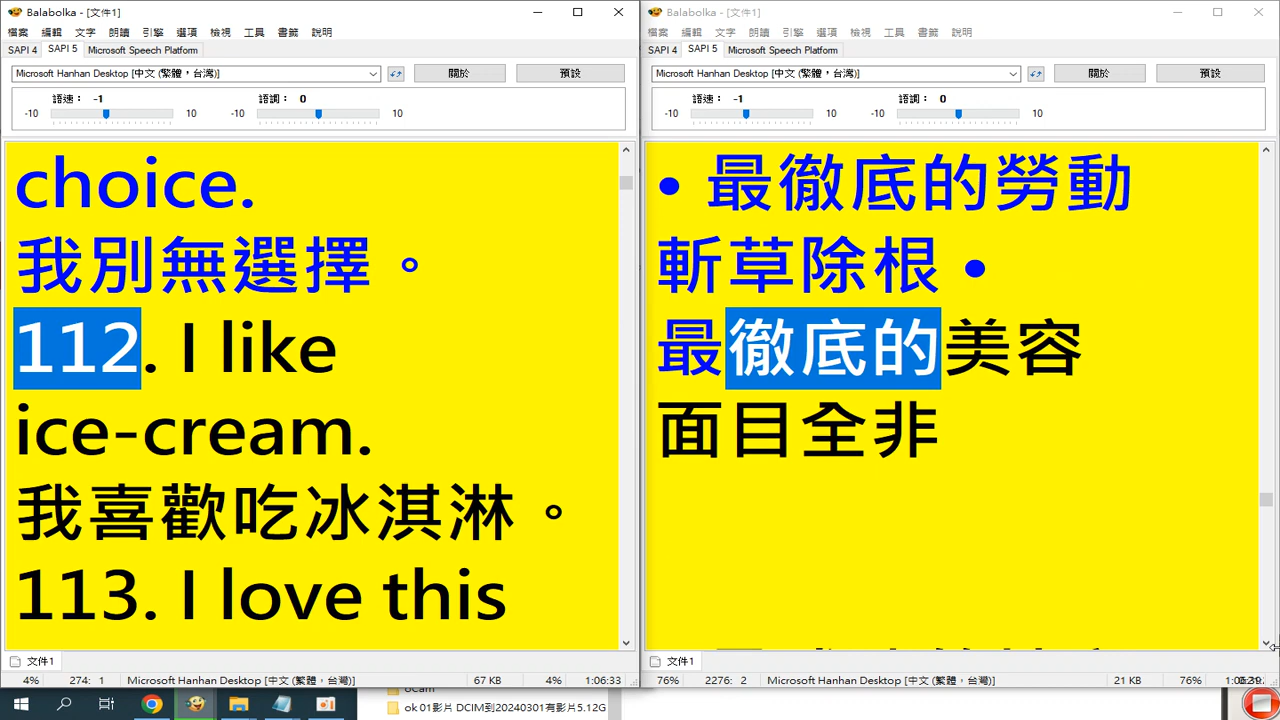 Balabolka - [文件1]
檔案 編輯 文字 朗讀 引擎 選項 檢視 工具 書籤 說明
SAPI 4 SAPI 5 Microsoft Speech Platform
Microsoft Hanhan Desktop [中文 (繁體，台灣)] 關於 預設
語速： -1 語調： 0
-10 10 -10 10
choice.
我別無選擇。
112. I like
ice-cream.
我喜歡吃冰淇淋。
113. I love this
文件1
4% 274: 1 Microsoft Hanhan Desktop [中文 (繁體，台灣)] 67 KB 4% 1:06:33
Balabolka - [文件1]
檔案 編輯 文字 朗讀 引擎 選項 檢視 工具 書籤 說明
SAPI 4 SAPI 5 Microsoft Speech Platform
Microsoft Hanhan Desktop [中文 (繁體，台灣)] 關於 預設
語速： -1 語調： 0
-10 10 -10 10
• 最徹底的勞動
斬草除根 •
最徹底的美容
面目全非
文件1
76% 2276: 2 Microsoft Hanhan Desktop [中文 (繁體，台灣)] 21 KB 76%
oCam
ok 01影片 DCIM到20240301有影片5.12G